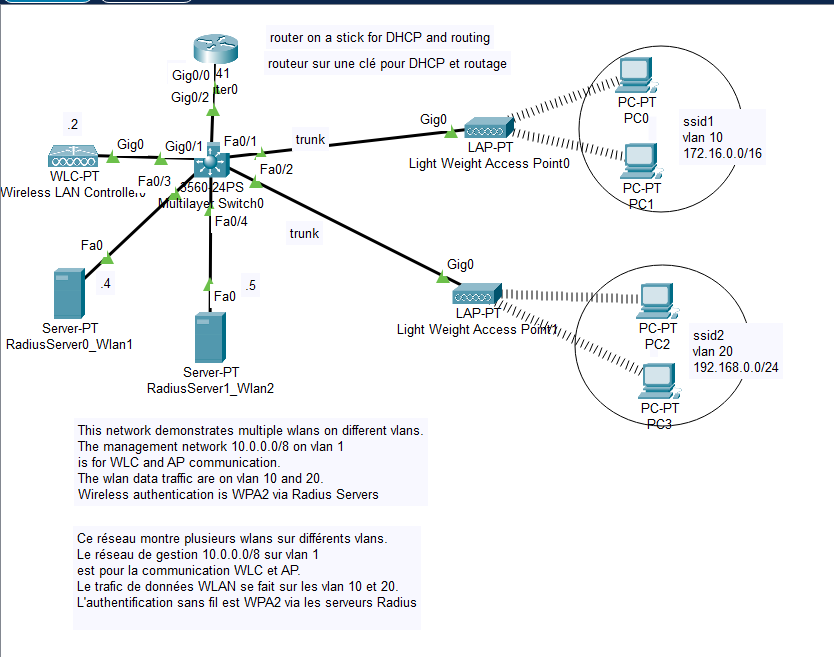 router on a stick for DHCP and routing
routeur sur une clé pour DHCP et routage
Gig0/0
41
ter0
Gig0/2
.2
Gig0
Gig0/1
Fa0/1
trunk
Gig0
LAP-PT
Light Weight Access Point0
PC-PT
PC0
ssid1
vlan 10
172.16.0.0/16
PC-PT
PC1
WLC-PT
Wireless LAN Controller0
Fa0/3
3560-24PS
Multilayer Switch0
Fa0/2
Fa0/4
trunk
Fa0
.4
Server-PT
RadiusServer0_Wlan1
Fa0
.5
Server-PT
RadiusServer1_Wlan2
Gig0
LAP-PT
Light Weight Access Point1
PC-PT
PC2
ssid2
vlan 20
192.168.0.0/24
PC-PT
PC3
This network demonstrates multiple wlans on different vlans.
The management network 10.0.0.0/8 on vlan 1
is for WLC and AP communication.
The wlan data traffic are on vlan 10 and 20.
Wireless authentication is WPA2 via Radius Servers
Ce réseau montre plusieurs wlans sur différents vlans.
Le réseau de gestion 10.0.0.0/8 sur vlan 1
est pour la communication WLC et AP.
Le trafic de données WLAN se fait sur les vlan 10 et 20.
L'authentification sans fil est WPA2 via les serveurs Radius